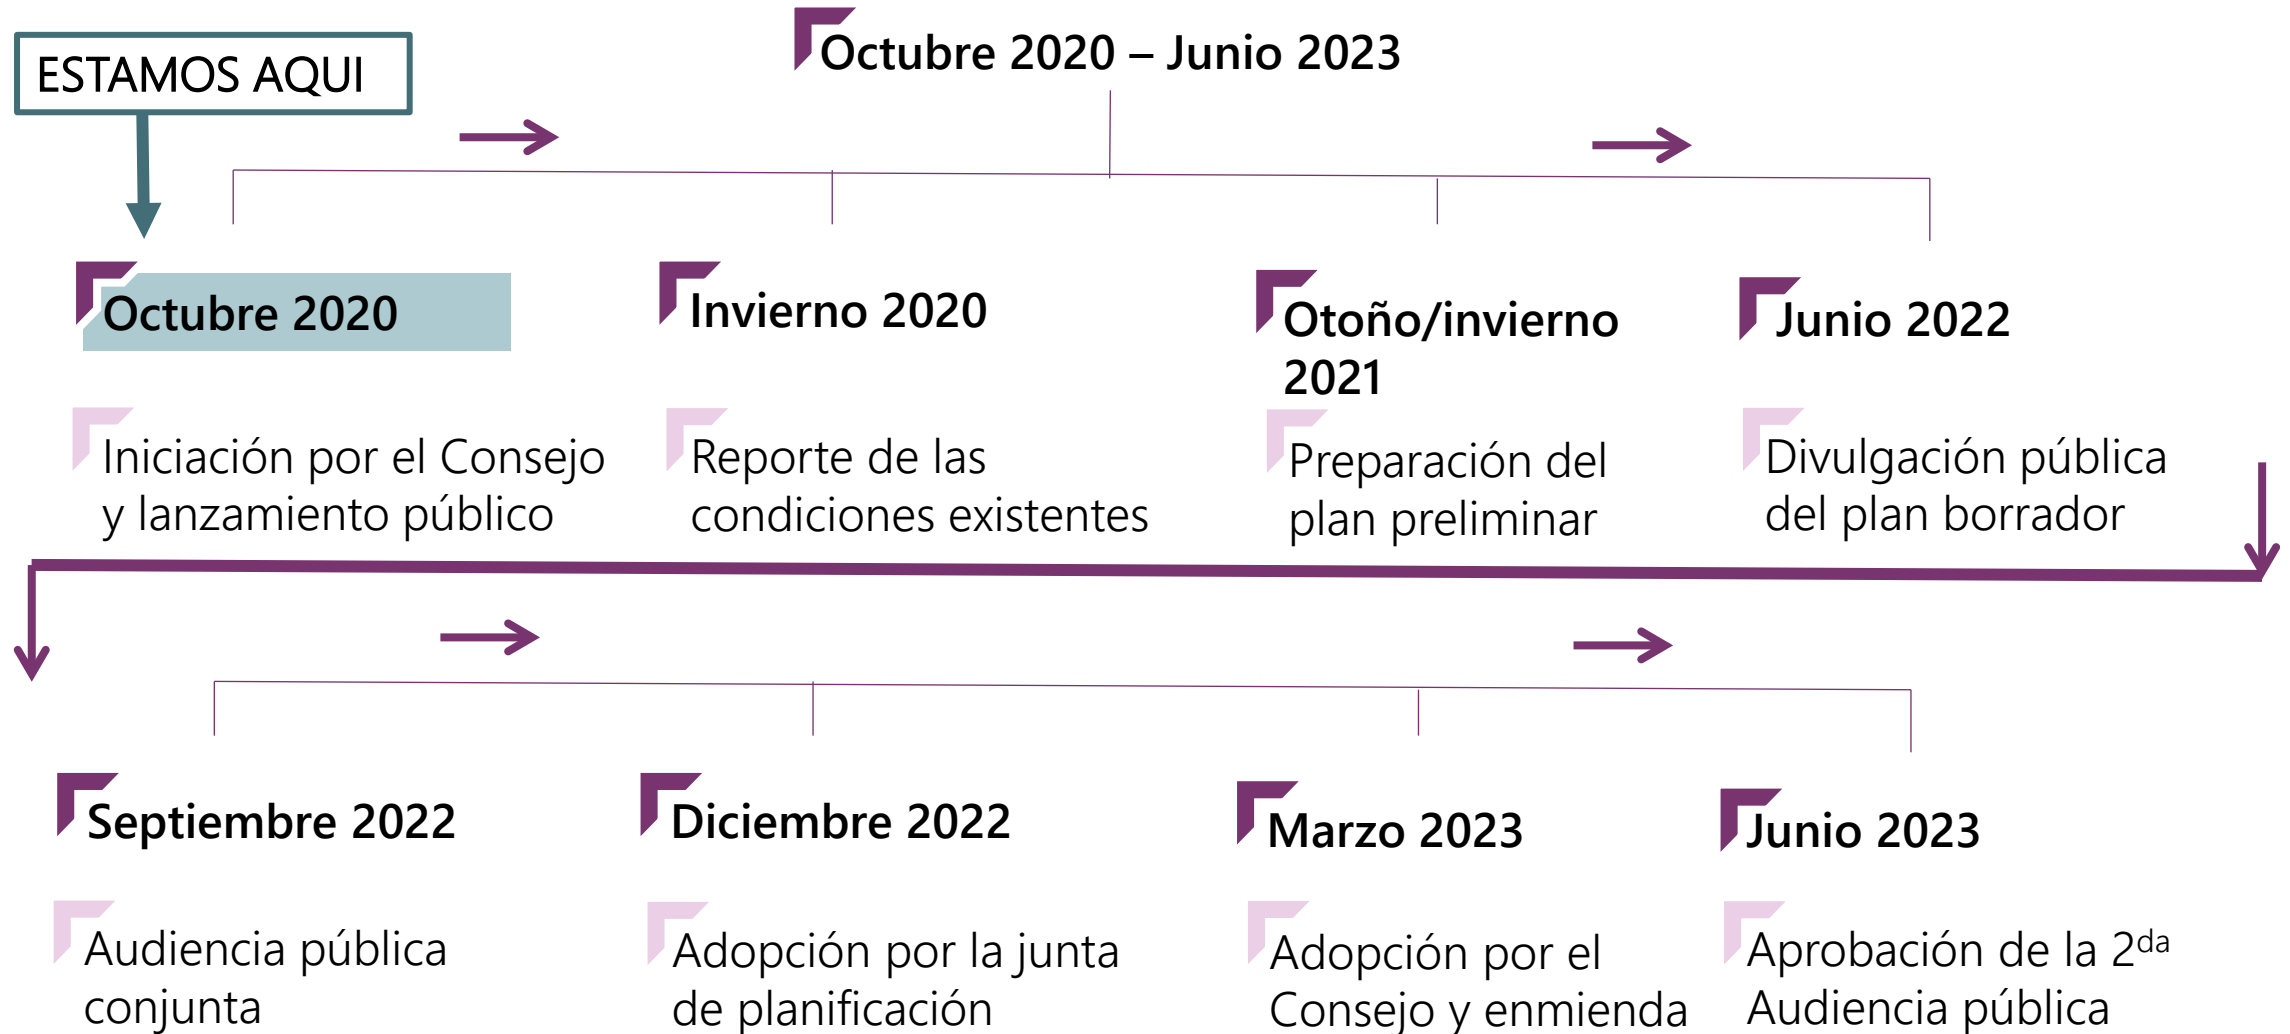 Octubre 2020 – Junio 2023
ESTAMOS AQUI
Octubre 2020
Iniciación por el Consejo
y lanzamiento público
Invierno 2020
Reporte de las
condiciones existentes
Otoño/invierno
2021
Preparación del
plan preliminar
Junio 2022
Divulgación pública
del plan borrador
Septiembre 2022
Audiencia pública
conjunta
Diciembre 2022
Adopción por la junta
de planificación
Marzo 2023
Adopción por el
Consejo y enmienda
Junio 2023
Aprobación de la 2da
Audiencia pública